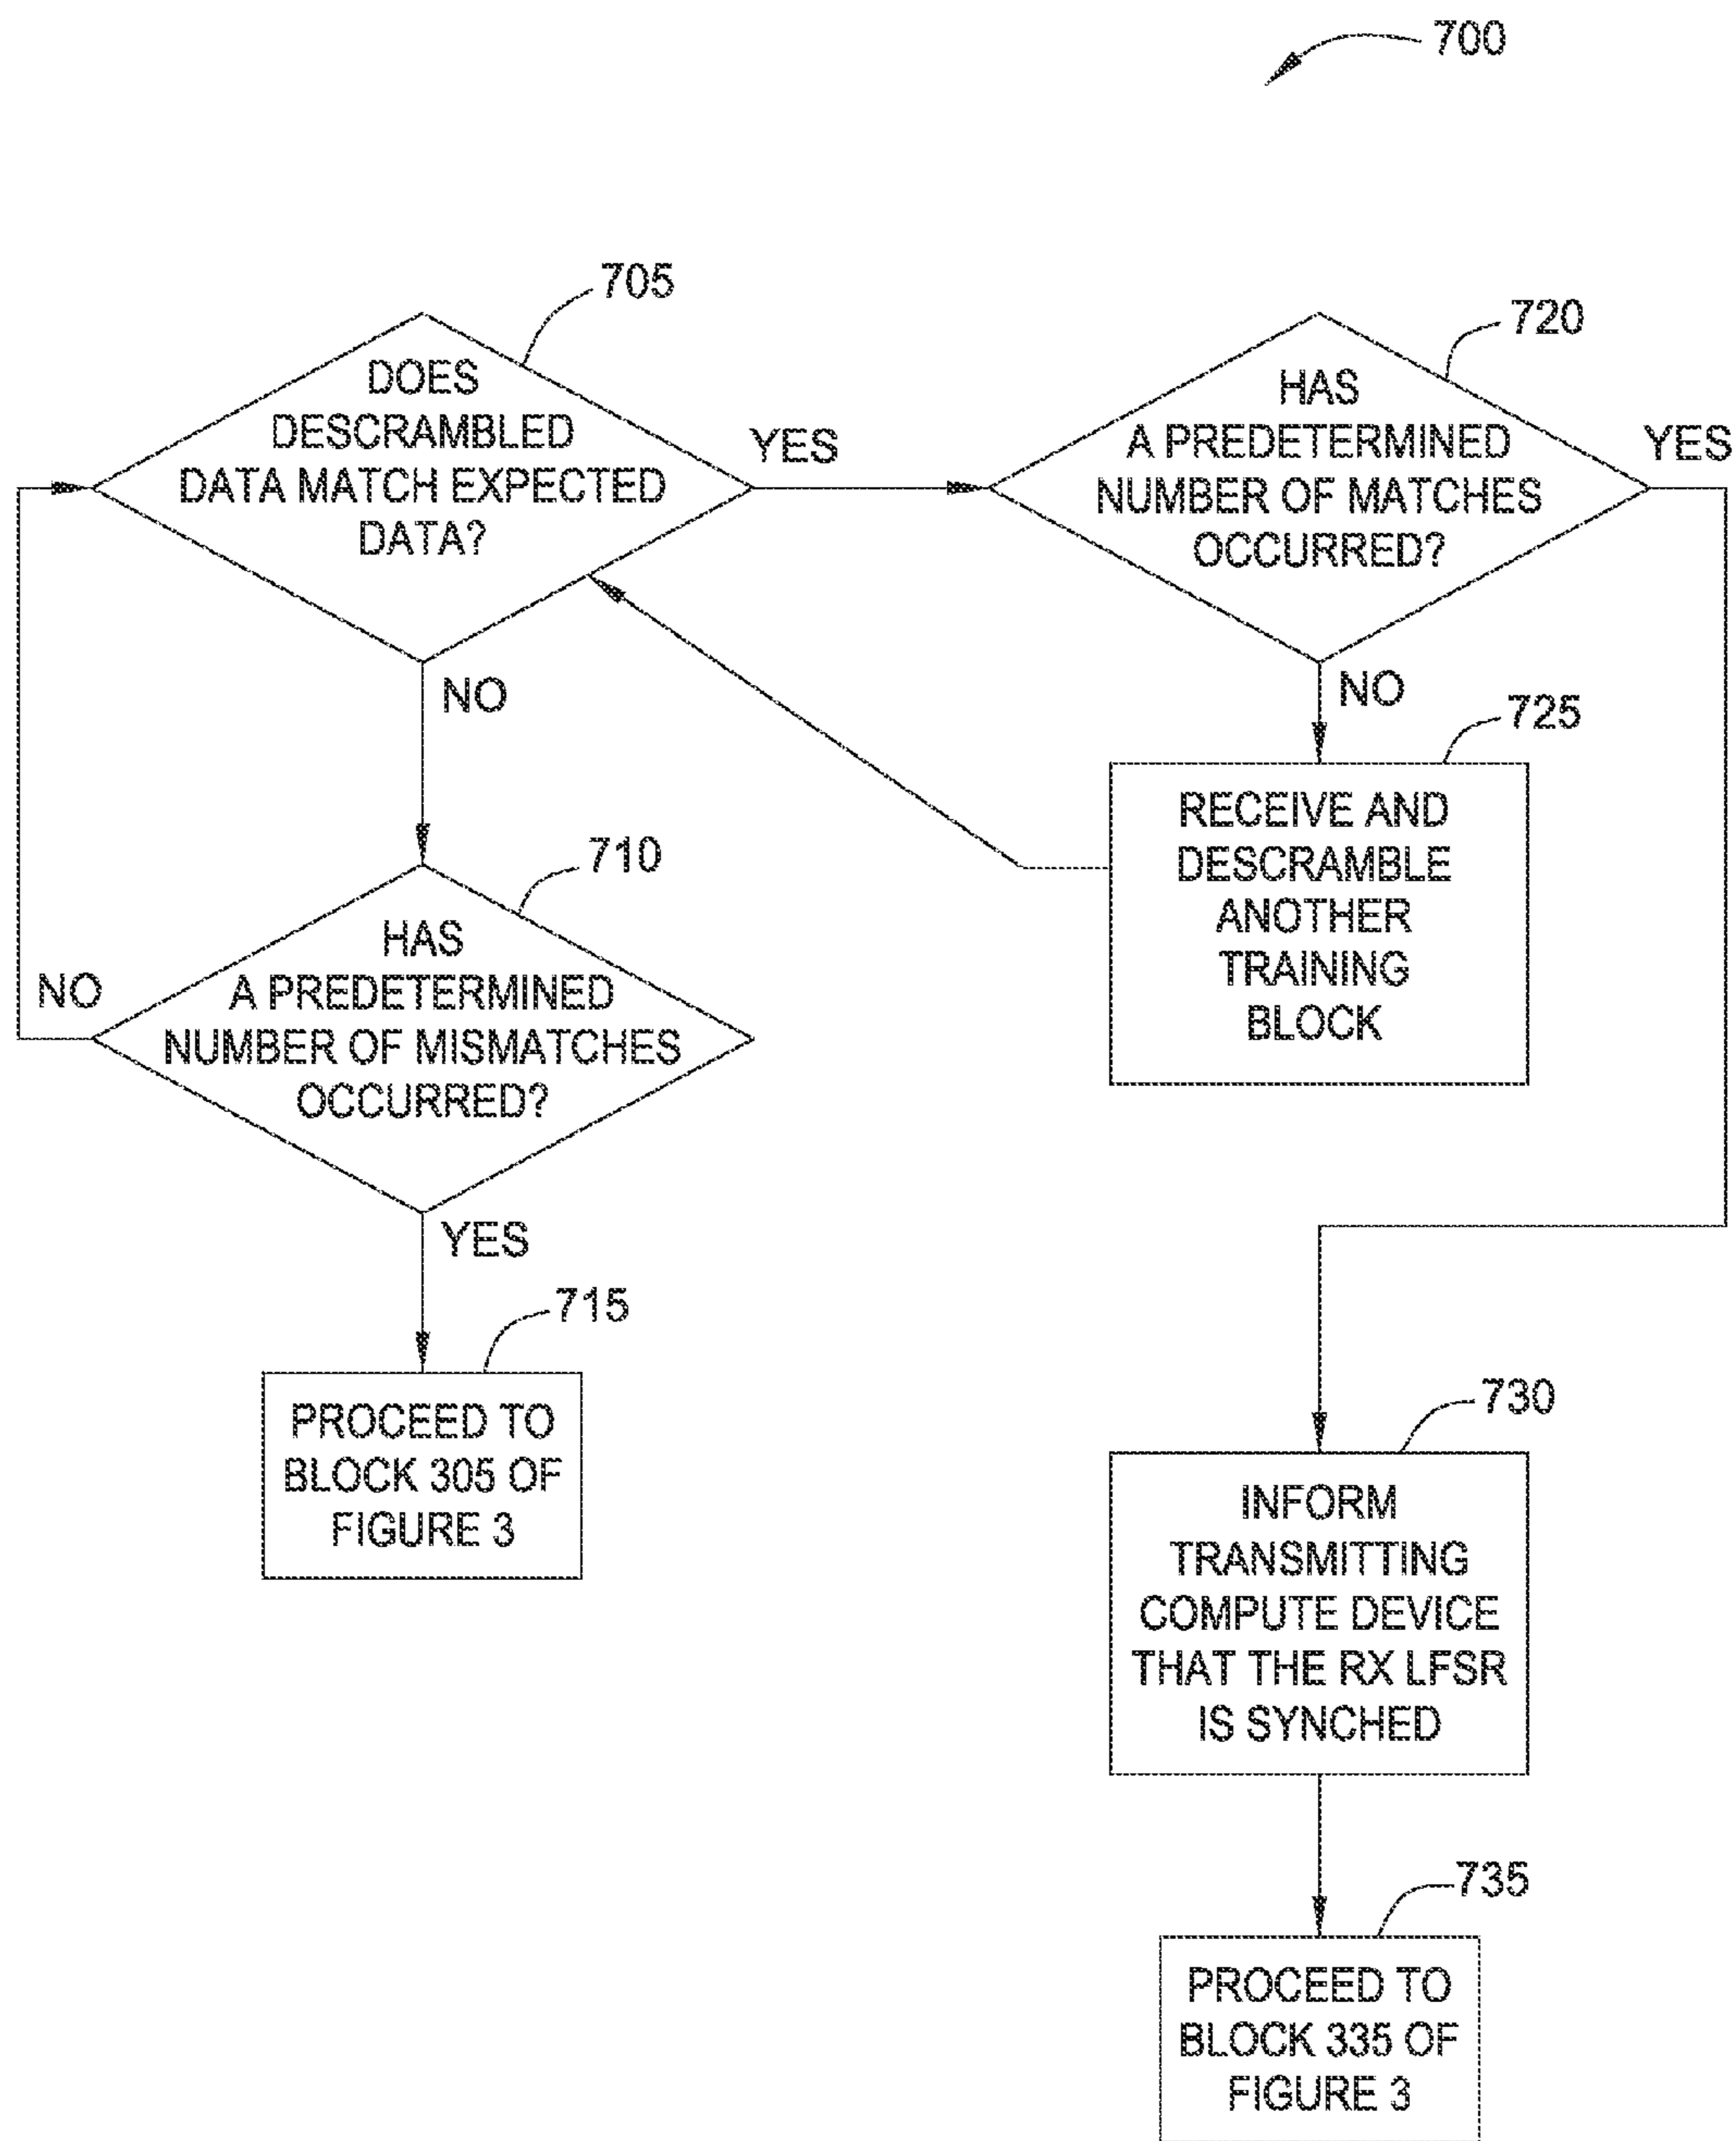 700
705
DOES
DESCRAMBLED
DATA MATCH EXPECTED
DATA?
YES
NO
720
HAS
A PREDETERMINED
NUMBER OF MATCHES
OCCURRED?
YES
NO
725
RECEIVE AND
DESCRAMBLE
ANOTHER
TRAINING
BLOCK
710
HAS
A PREDETERMINED
NUMBER OF MISMATCHES
OCCURRED?
NO
YES
715
PROCEED TO
BLOCK 305 OF
FIGURE 3
730
INFORM
TRANSMITTING
COMPUTE DEVICE
THAT THE RX LFSR
IS SYNCHED
735
PROCEED TO
BLOCK 335 OF
FIGURE 3